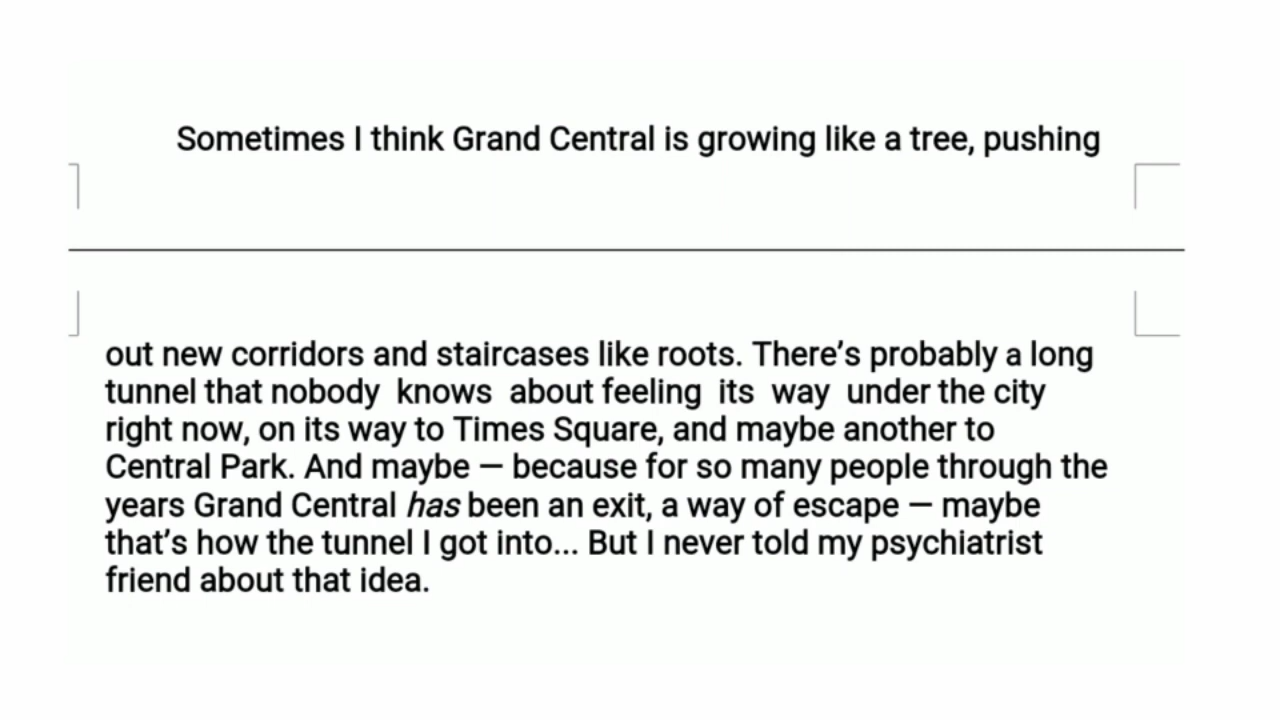 Sometimes I think Grand Central is growing like a tree, pushing
out new corridors and staircases like roots. There’s probably a long
tunnel that nobody knows about feeling its way under the city
right now, on its way to Times Square, and maybe another to
Central Park. And maybe — because for so many people through the
years Grand Central has been an exit, a way of escape — maybe
that’s how the tunnel I got into... But I never told my psychiatrist
friend about that idea.